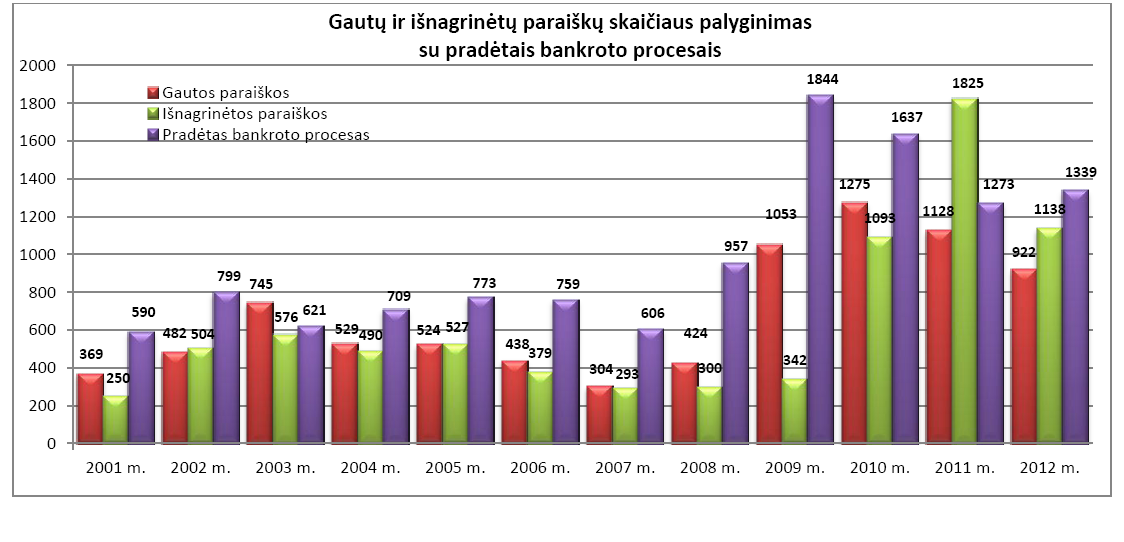 Gautų ir išnagrinėtų paraiškų skaičiaus palyginimas
su pradėtais bankroto procesais
2000
1800
1600
1400
1200
1000
800
600
400
200
0
Gautos paraiškos
Išnagrinėtos paraiškos
Pradėtas bankroto procesas
369 250 590
482 504 799
745 576 621
529 490 709
524 527 773
438 379 759
304 293 606
424 300 957
1053 342 1844
1275 1093 1637
1128 1825 1273
922 1138 1339
2001 m. 2002 m. 2003 m. 2004 m. 2005 m. 2006 m. 2007 m. 2008 m. 2009 m. 2010 m. 2011 m. 2012 m.